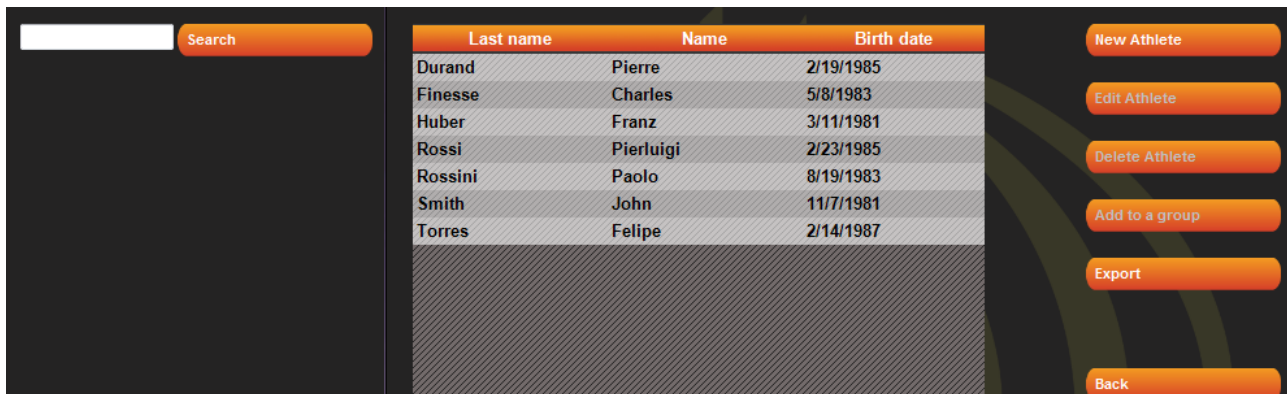 Search
Last name Name Birth date
Durand Pierre 2/19/1985
Finesse Charles 5/8/1983
Huber Franz 3/11/1981
Rossi Pierluigi 2/23/1985
Rossini Paolo 8/19/1983
Smith John 11/7/1981
Torres Felipe 2/14/1987
New Athlete
Edit Athlete
Delete Athlete
Add to a group
Export
Back